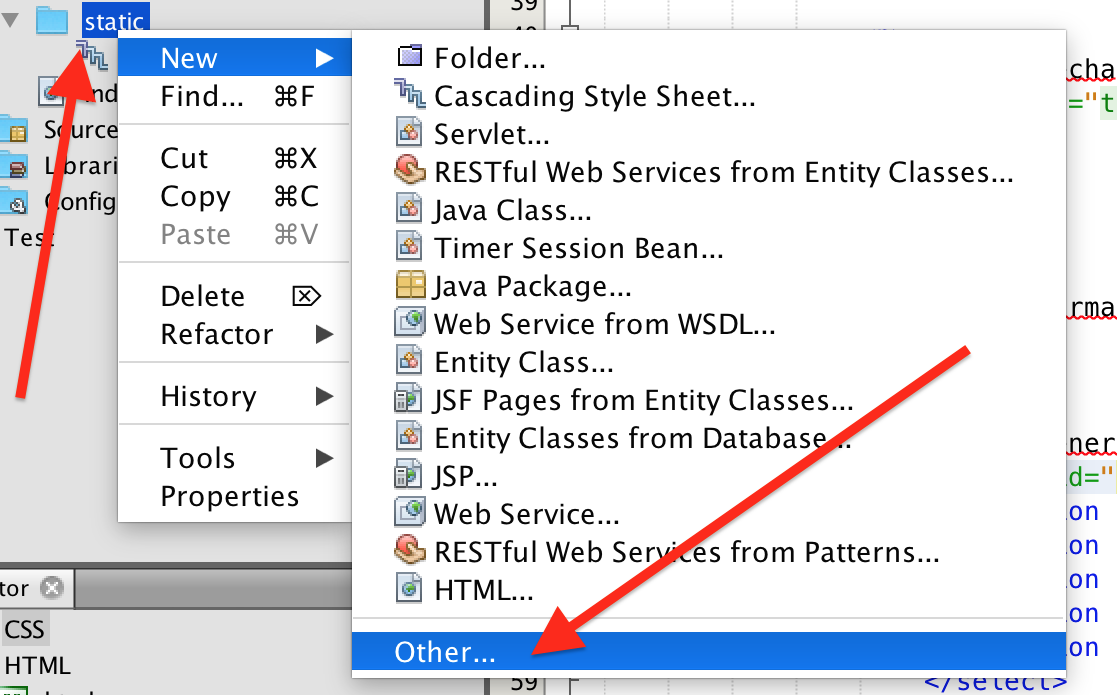 static
New
Find... ⌘F
Cut ⌘X
Copy ⌘C
Paste ⌘V
Delete ⌦
Refactor
History
Tools
Properties
Folder...
Cascading Style Sheet...
Servlet...
RESTful Web Services from Entity Classes...
Java Class...
Timer Session Bean...
Java Package...
Web Service from WSDL...
Entity Class...
JSF Pages from Entity Classes...
Entity Classes from Database...
JSP...
Web Service...
RESTful Web Services from Patterns...
HTML...
Other...
Source
Librari
Config
Test
tor
CSS
HTML
39
cha
="t
rma
ner
d="
on
on
on
on
on
59
</select>